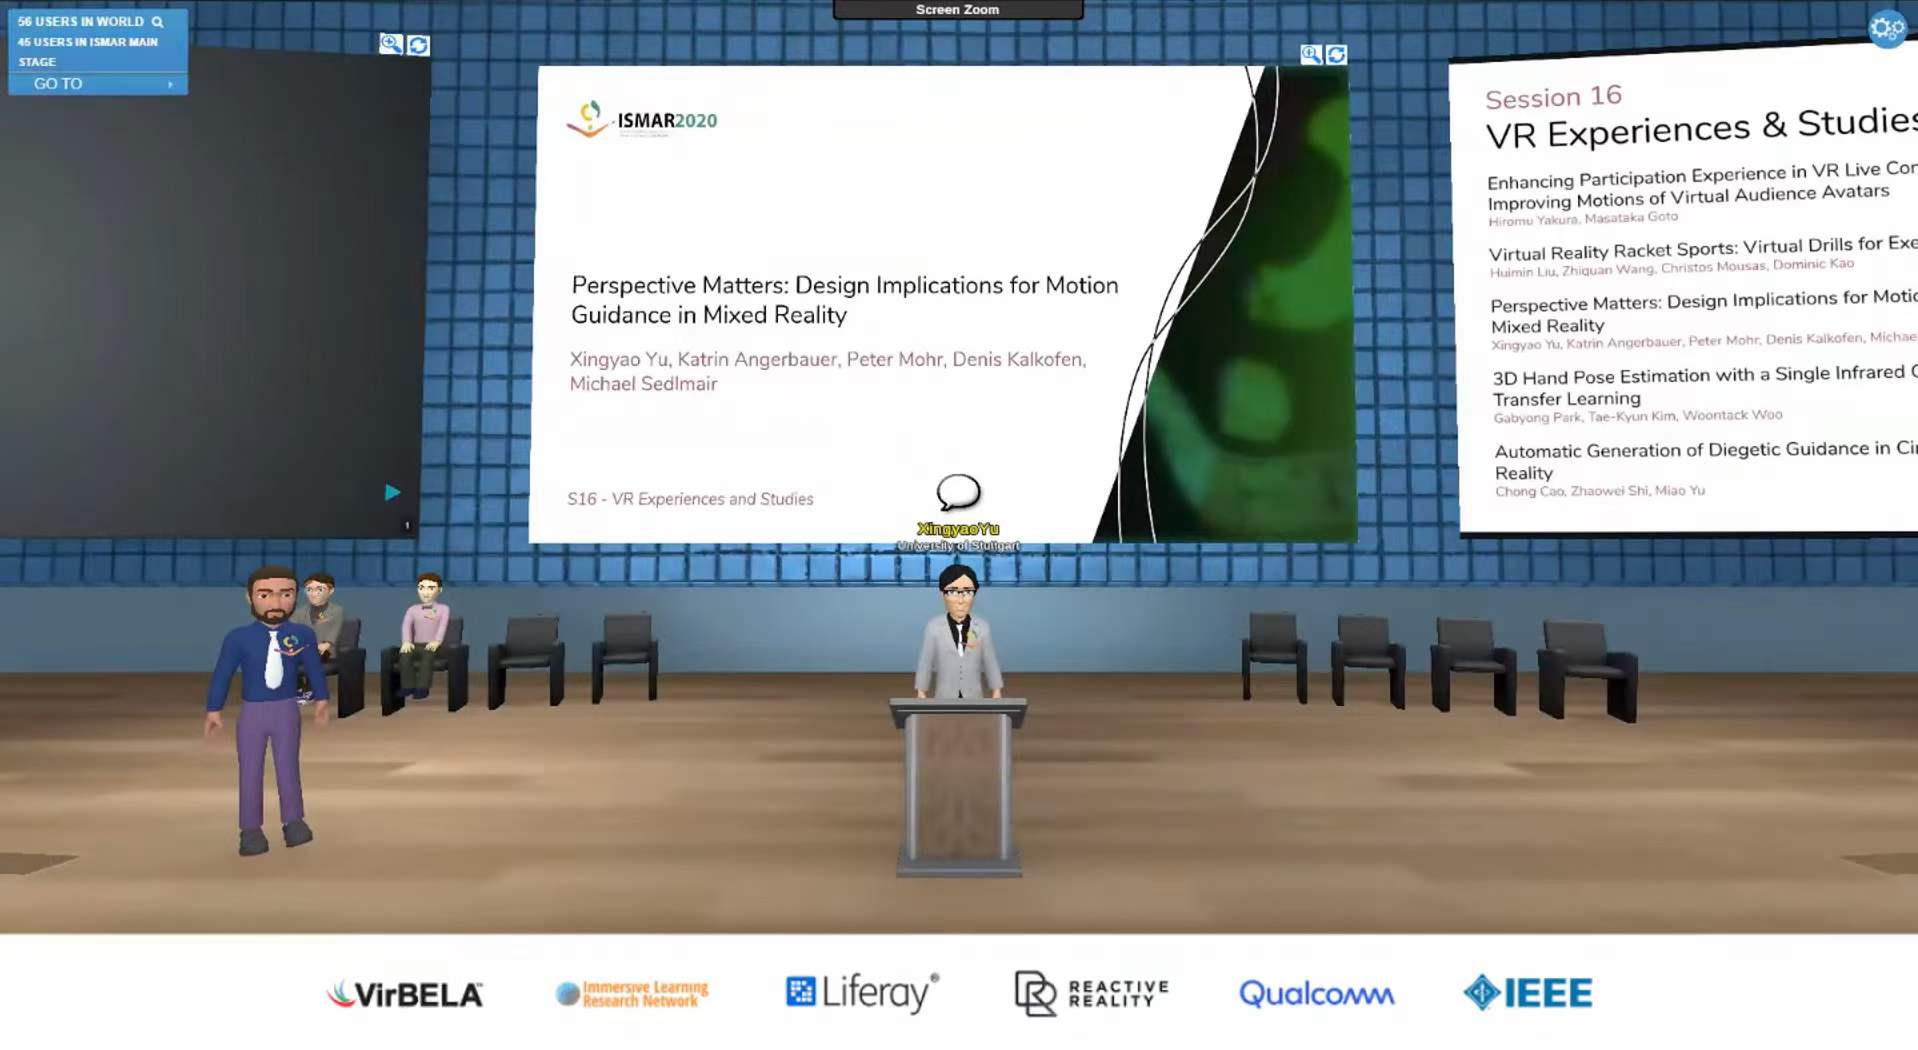 Screen Zoom
56 USERS IN WORLD
45 USERS IN ISMAR MAIN
STAGE
GO TO
1
ISMAR2020
Perspective Matters: Design Implications for Motion
Guidance in Mixed Reality
Xingyao Yu, Katrin Angerbauer, Peter Mohr, Denis Kalkofen,
Michael Sedlmair
S16 - VR Experiences and Studies
XingyaoYu
University of Stuttgart
Session 16
VR Experiences & Studies
Enhancing Participation Experience in VR Live Con
Improving Motions of Virtual Audience Avatars
Hiromu Yakura, Masataka Goto
Virtual Reality Racket Sports: Virtual Drills for Exe
Huimin Liu, Zhiquan Wang, Christos Mousas, Dominic Kao
Perspective Matters: Design Implications for Motio
Mixed Reality
Xingyao Yu, Katrin Angerbauer, Peter Mohr, Denis Kalkofen, Michae
3D Hand Pose Estimation with a Single Infrared C
Transfer Learning
Gabyong Park, Tae-Kyun Kim, Woontack Woo
Automatic Generation of Diegetic Guidance in Cin
Reality
Chong Cao, Zhaowei Shi, Miao Yu
VirBELA
Immersive Learning
Research Network
Liferay®
REACTIVE
REALITY
Qualcomm
IEEE